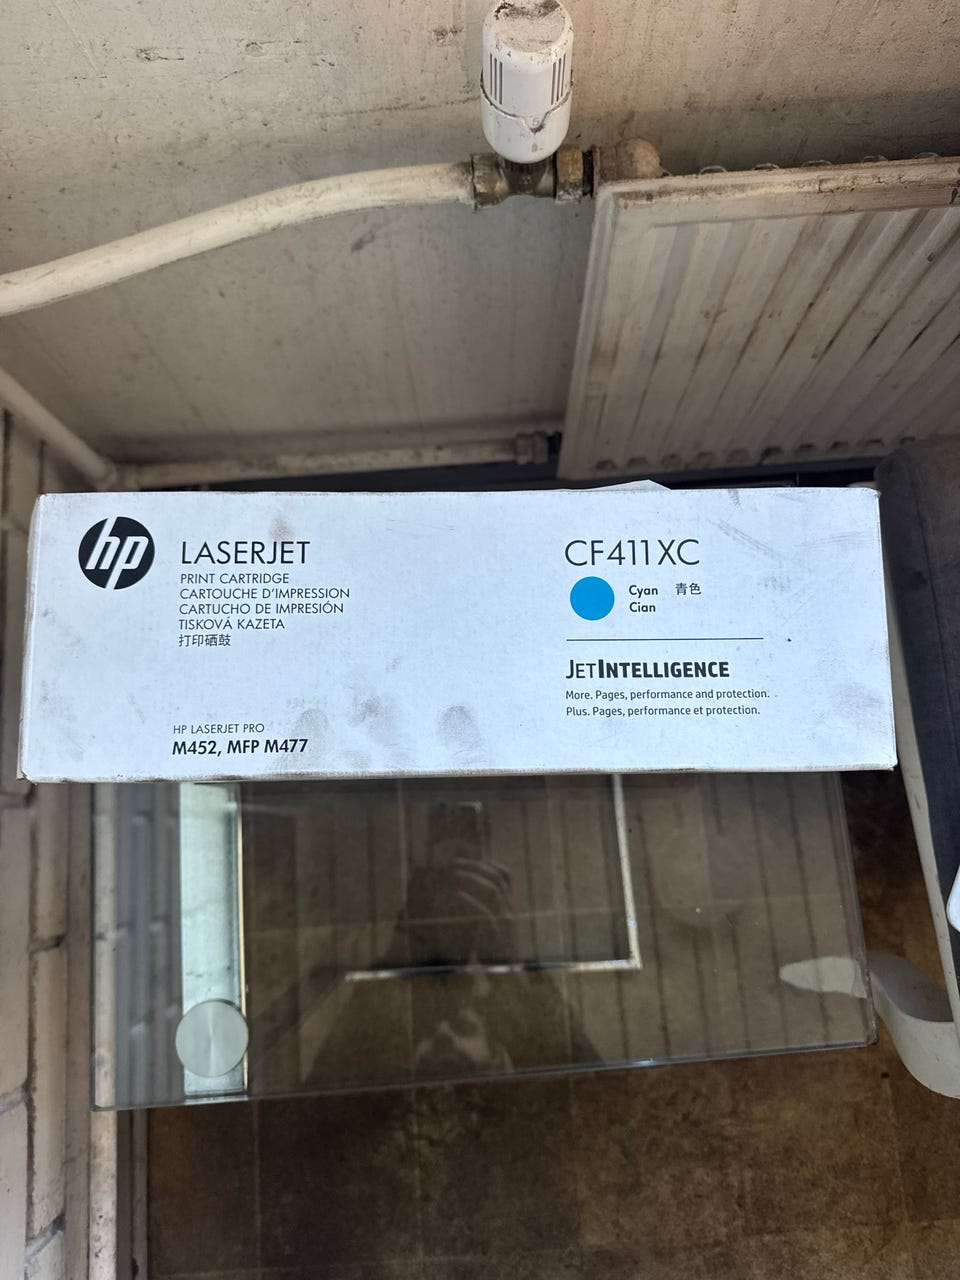 hp
LASERJET
PRINT CARTRIDGE
CARTOUCHE D'IMPRESSION
CARTUCHO DE IMPRESIÓN
TISKOVÁ KAZETA
打印硒鼓
HP LASERJET PRO
M452, MFP M477
CF411XC
Cyan 青色
Cian
JETINTELLIGENCE
More. Pages, performance and protection.
Plus. Pages, performance et protection.